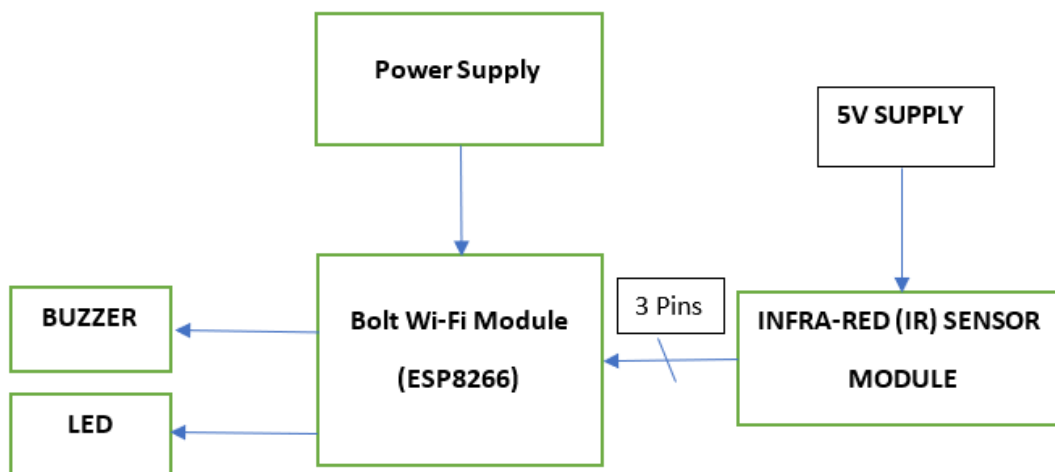 Power Supply
5V SUPPLY
BUZZER
Bolt Wi-Fi Module
(ESP8266)
3 Pins
INFRA-RED (IR) SENSOR
MODULE
LED